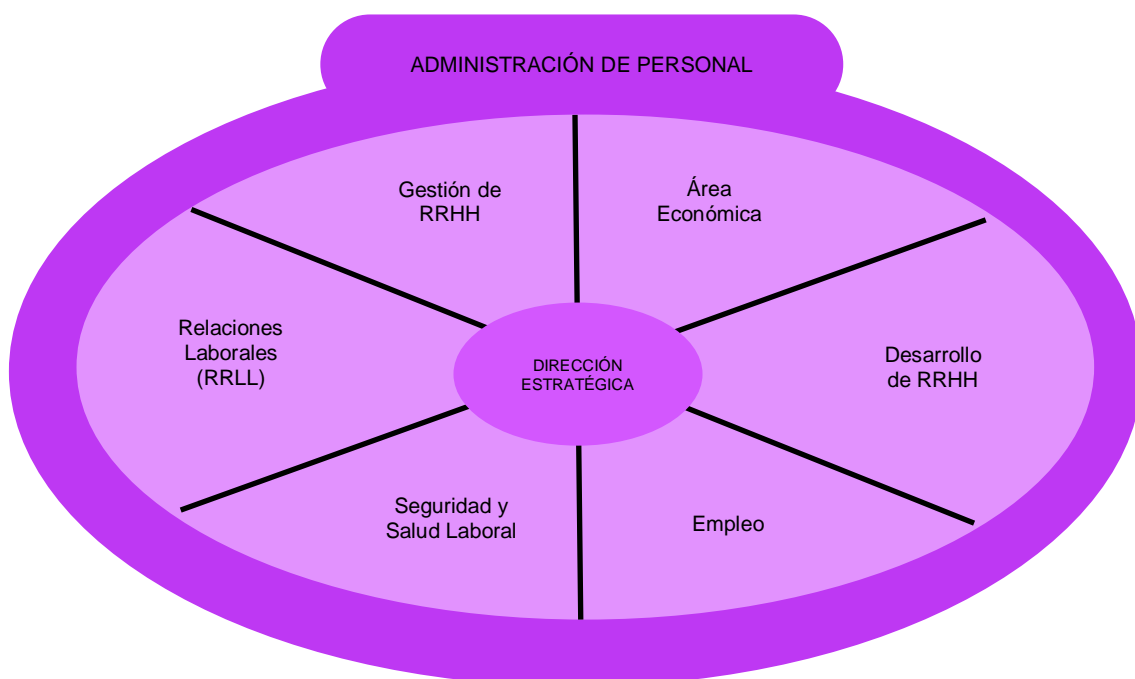 ADMINISTRACIÓN DE PERSONAL
Gestión de
RRHH
Área
Económica
Relaciones
Laborales
(RRLL)
DIRECCIÓN
ESTRATÉGICA
Desarrollo
de RRHH
Seguridad y
Salud Laboral
Empleo